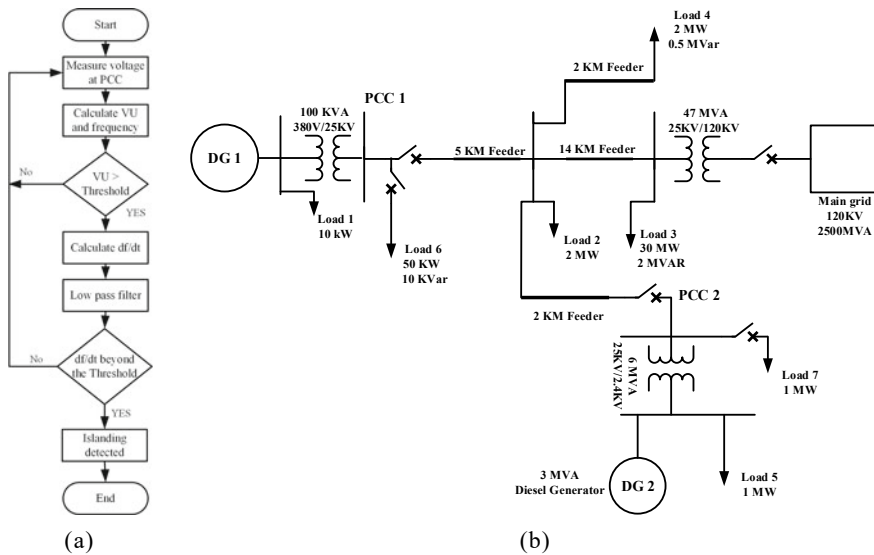 Start
Measure voltage
at PCC
Calculate VU
and frequency
No
VU >
Threshold
YES
Calculate df/dt
Low pass filter
No
df/dt beyond
the Threshold
YES
Islanding
detected
End
(a)
Load 4
2 MW
0.5 MVar
2 KM Feeder
PCC 1
100 KVA
380V/25KV
47 MVA
25KV/120KV
DG 1
5 KM Feeder
14 KM Feeder
Main grid
120KV
2500MVA
Load 1
10 kW
Load 6
50 KW
10 KVar
Load 2
2 MW
Load 3
30 MW
2 MVAR
2 KM Feeder
PCC 2
6 MVA
25KV/2.4KV
Load 7
1 MW
3 MVA
Diesel Generator
DG 2
Load 5
1 MW
(b)